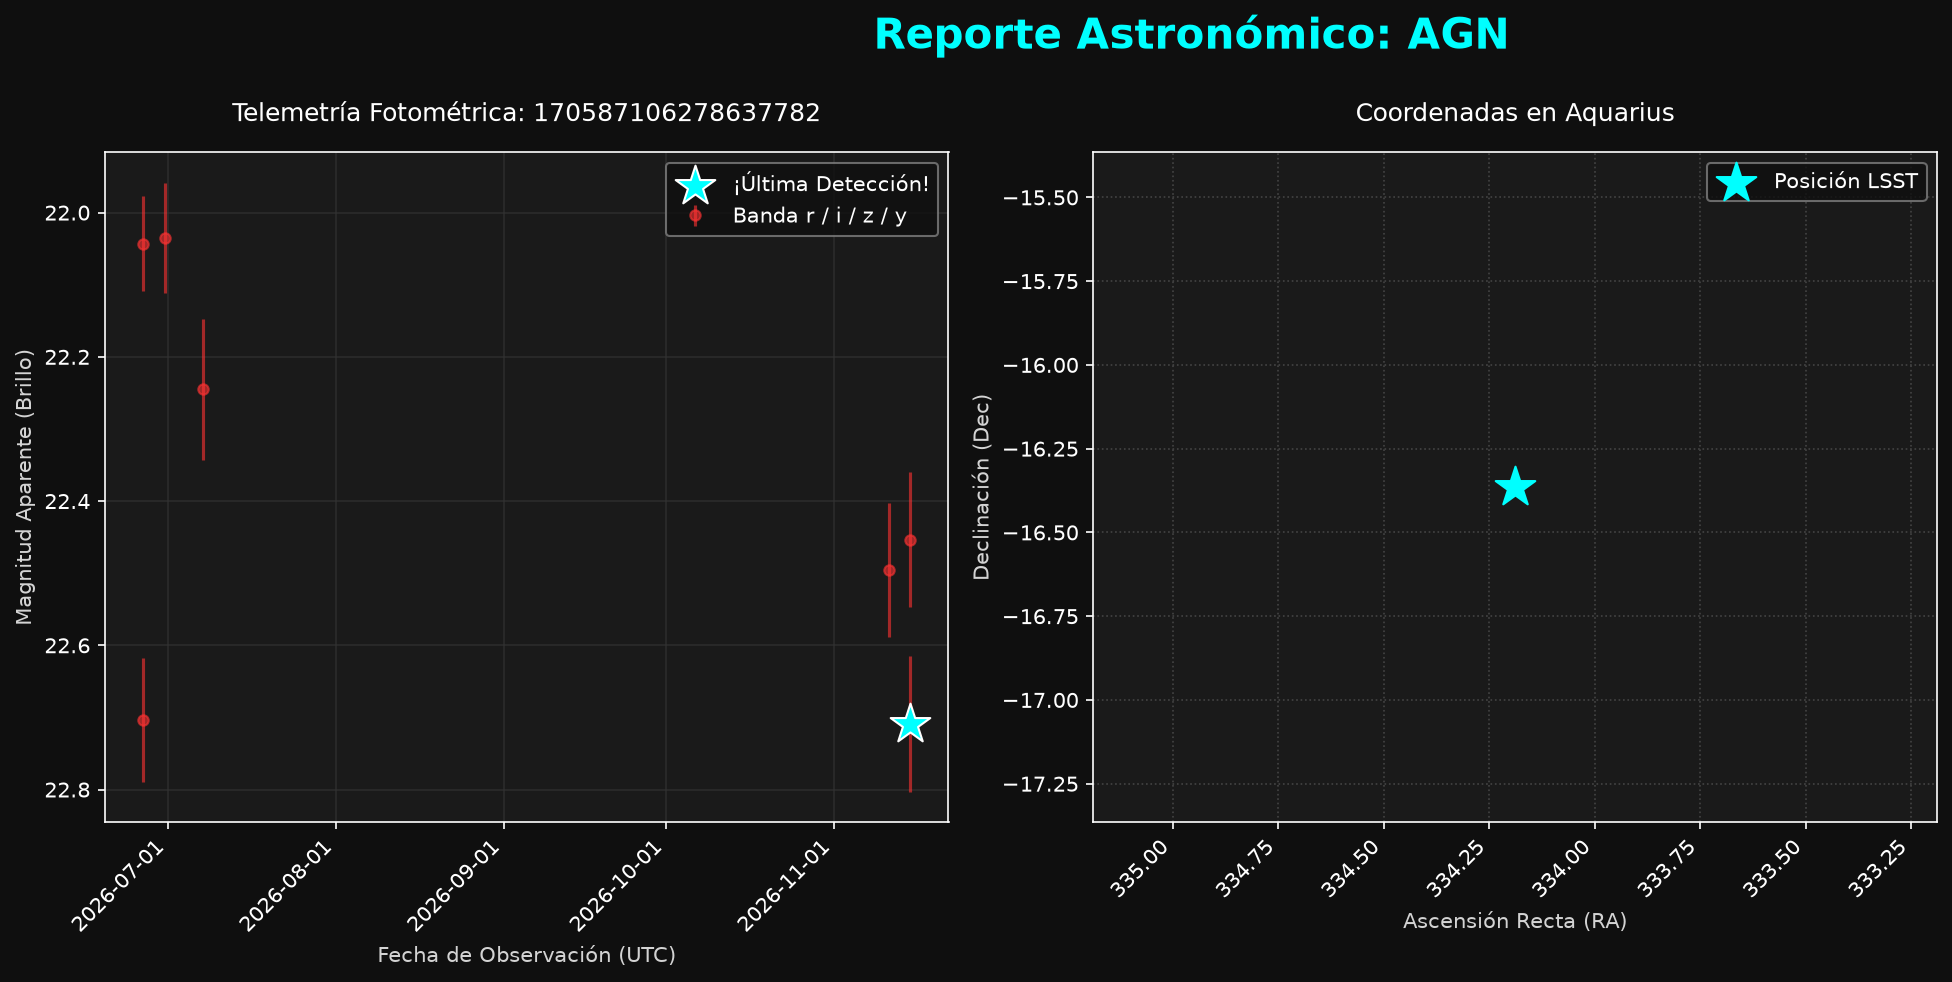 Reporte Astronómico: AGN
Telemetría Fotométrica: 170587106278637782
¡Última Detección!
Banda r / i / z / y
Magnitud Aparente (Brillo)
22.0
22.2
22.4
22.6
22.8
2026-07-01
2026-08-01
2026-09-01
2026-10-01
2026-11-01
Fecha de Observación (UTC)
Coordenadas en Aquarius
Posición LSST
Declinación (Dec)
−15.50
−15.75
−16.00
−16.25
−16.50
−16.75
−17.00
−17.25
335.00
334.75
334.50
334.25
334.00
333.75
333.50
333.25
Ascensión Recta (RA)